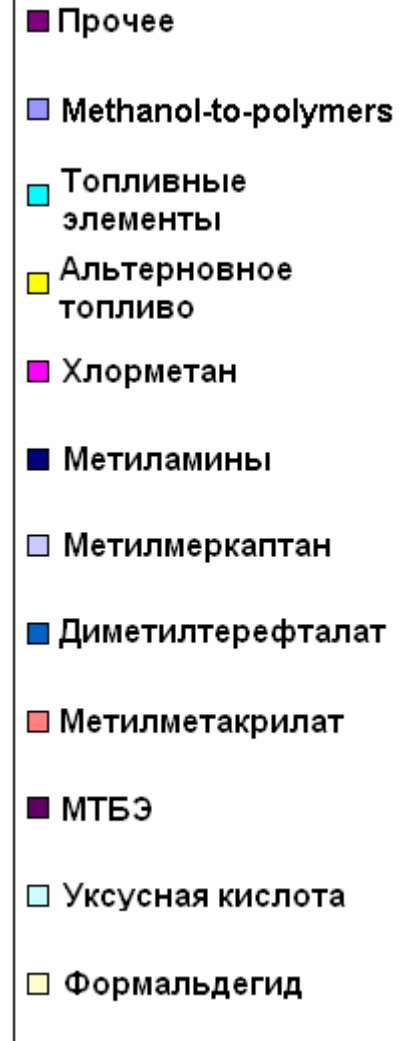 Прочее
Methanol-to-polymers
Топливные
элементы
Альтерновное
топливо
Хлорметан
Метиламины
Метилмеркаптан
Диметилтерефталат
Метилметакрилат
МТБЭ
Уксусная кислота
Формальдегид